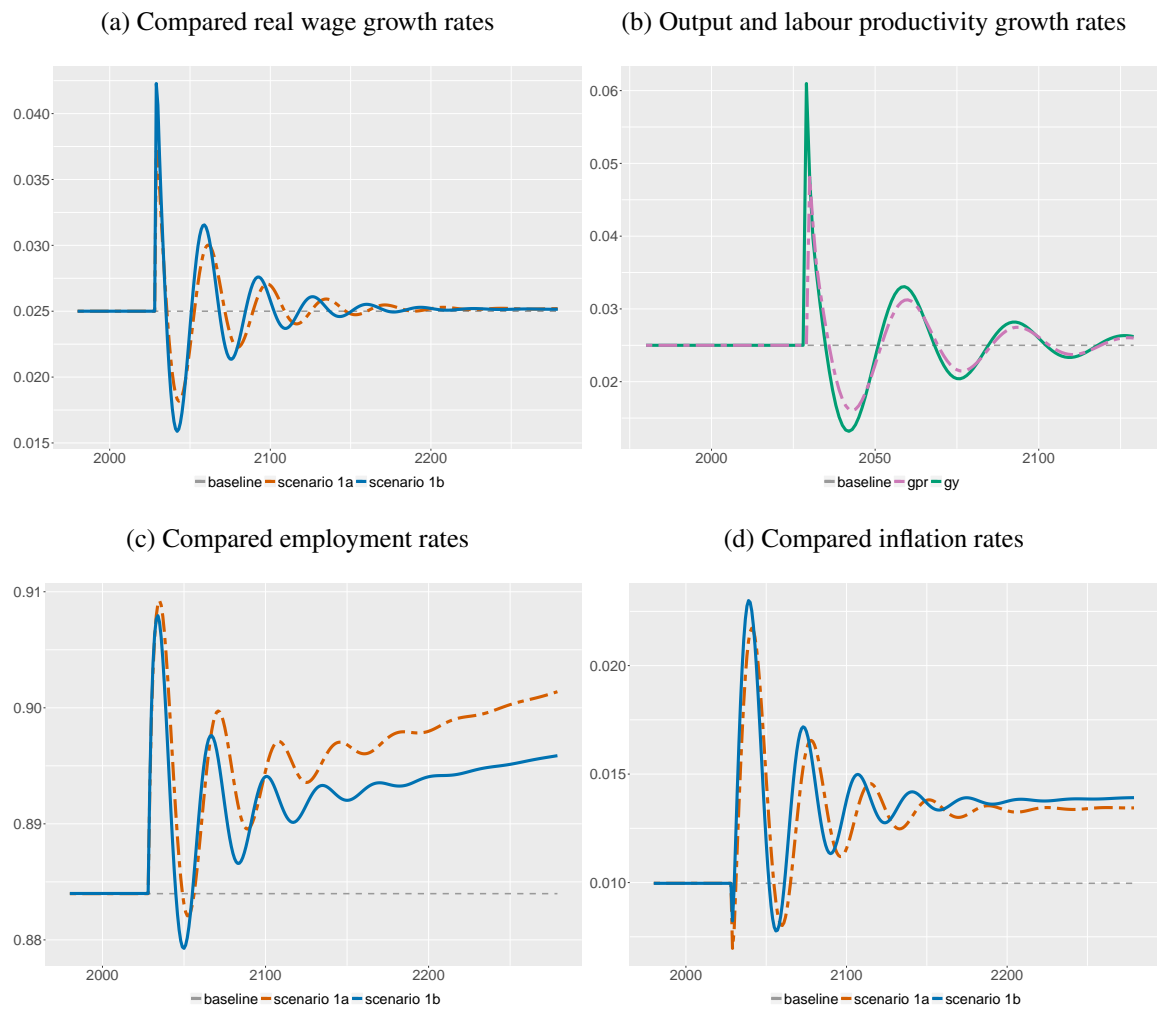 (a) Compared real wage growth rates
0.040
0.035
0.030
0.025
0.020
0.015
2000 2100 2200
baseline scenario 1a scenario 1b
(b) Output and labour productivity growth rates
0.06
0.05
0.04
0.03
0.02
2000 2050 2100
baseline gpr gy
(c) Compared employment rates
0.91
0.90
0.89
0.88
2000 2100 2200
baseline scenario 1a scenario 1b
(d) Compared inflation rates
0.020
0.015
0.010
2000 2100 2200
baseline scenario 1a scenario 1b